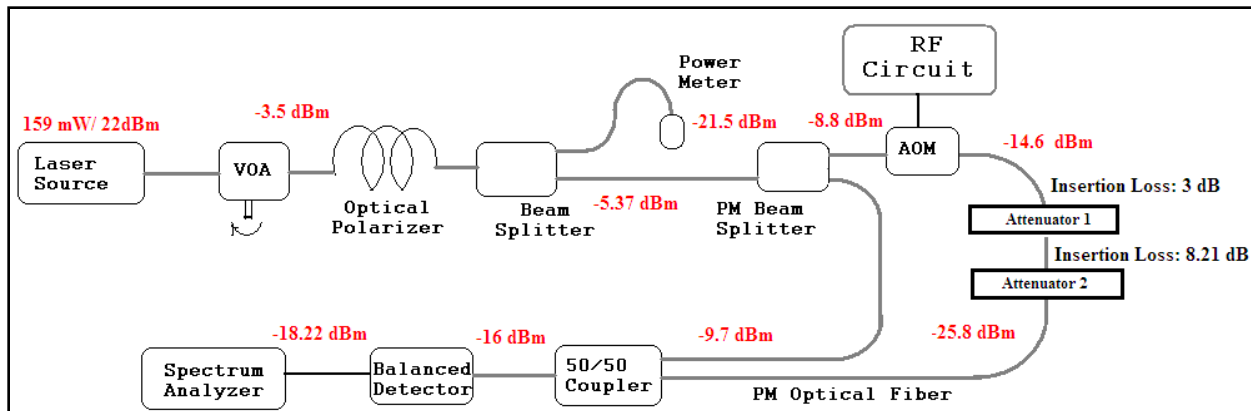 RF
Circuit
Power
Meter
159 mW/ 22dBm
-3.5 dBm
-21.5 dBm
-8.8 dBm
-14.6 dBm
Laser
Source
VOA
AOM
Insertion Loss: 3 dB
Optical
Polarizer
Beam
Splitter
-5.37 dBm
PM Beam
Splitter
Attenuator 1
Insertion Loss: 8.21 dB
Attenuator 2
-18.22 dBm
-16 dBm
-9.7 dBm
-25.8 dBm
Spectrum
Analyzer
Balanced
Detector
50/50
Coupler
PM Optical Fiber